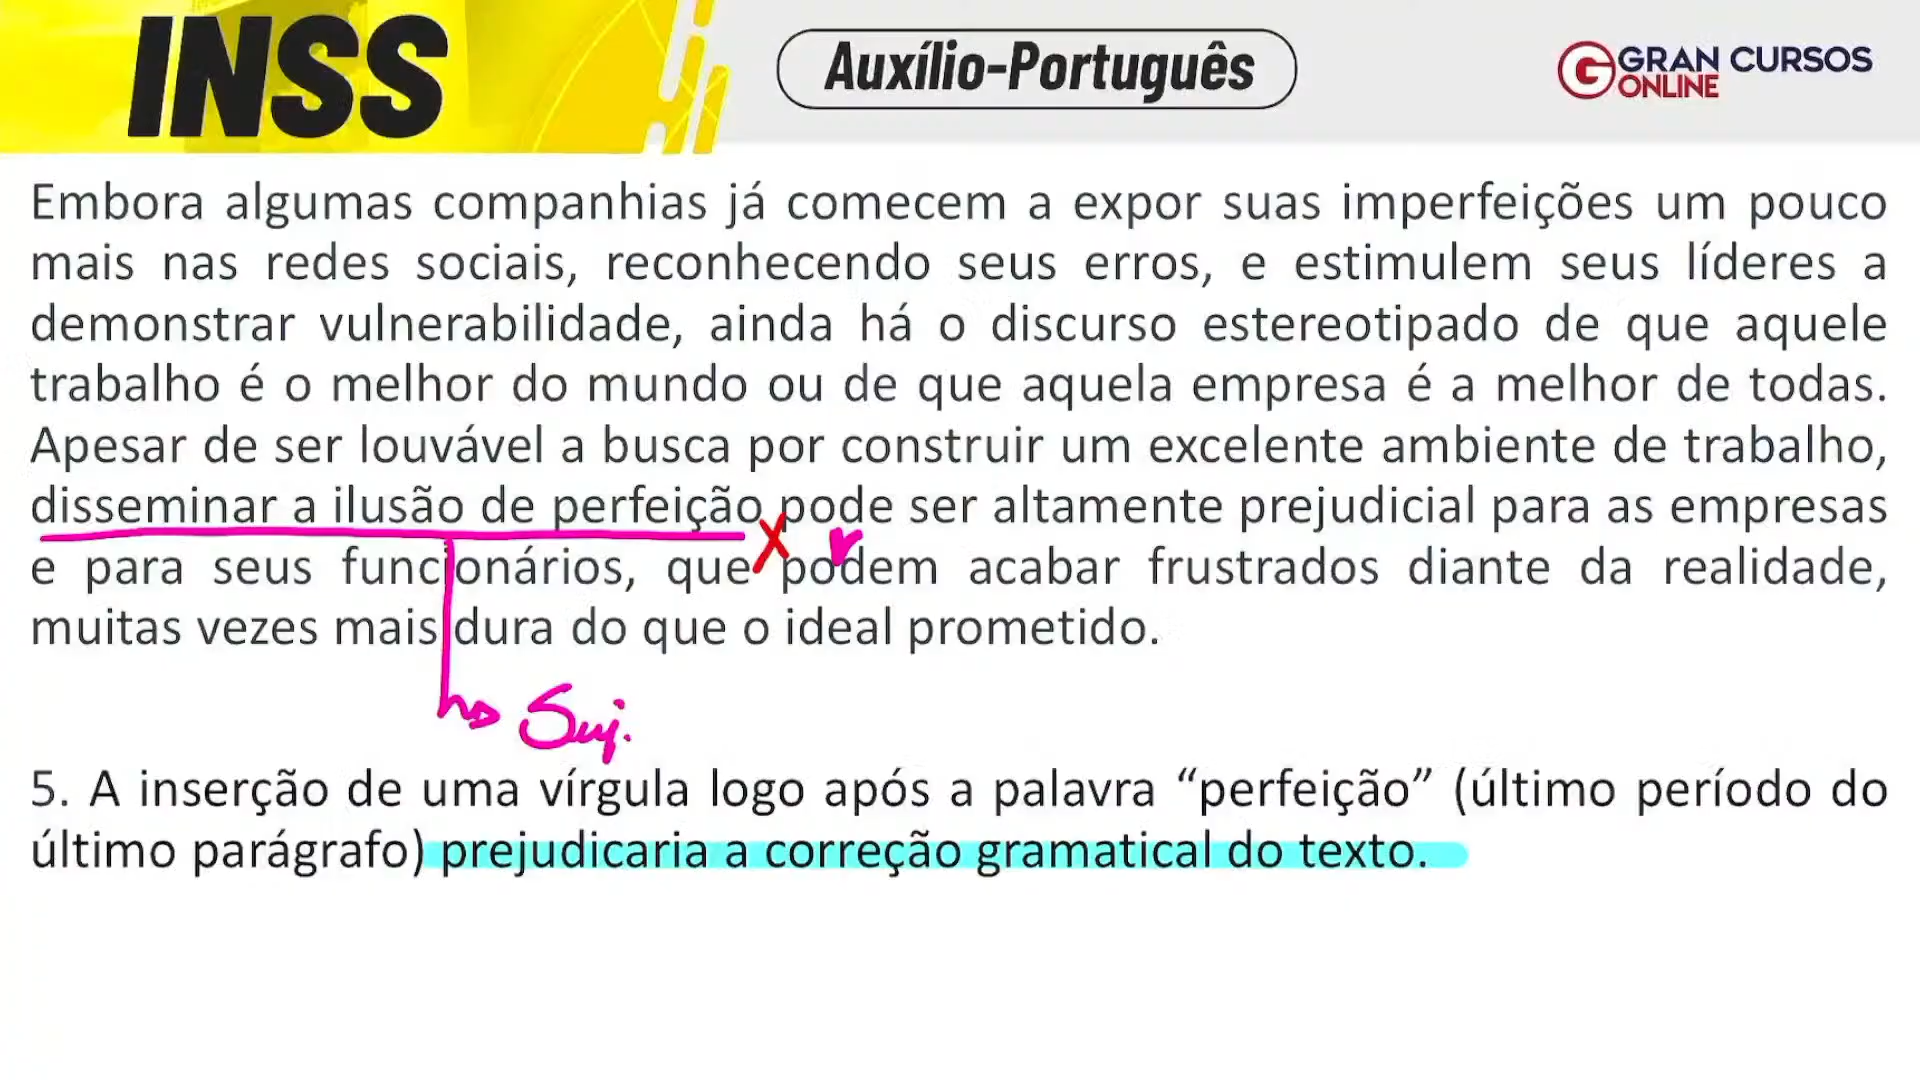 INSS
Auxílio-Português
GRAN CURSOS
ONLINE
Embora algumas companhias já comecem a expor suas imperfeições um pouco
mais nas redes sociais, reconhecendo seus erros, e estimulem seus líderes a
demonstrar vulnerabilidade, ainda há o discurso estereotipado de que aquele
trabalho é o melhor do mundo ou de que aquela empresa é a melhor de todas.
Apesar de ser louvável a busca por construir um excelente ambiente de trabalho,
disseminar a ilusão de perfeição pode ser altamente prejudicial para as empresas
X v
e para seus funcionários, que podem acabar frustrados diante da realidade,
muitas vezes mais dura do que o ideal prometido.
Suj.
5. A inserção de uma vírgula logo após a palavra “perfeição” (último período do
último parágrafo) prejudicaria a correção gramatical do texto.